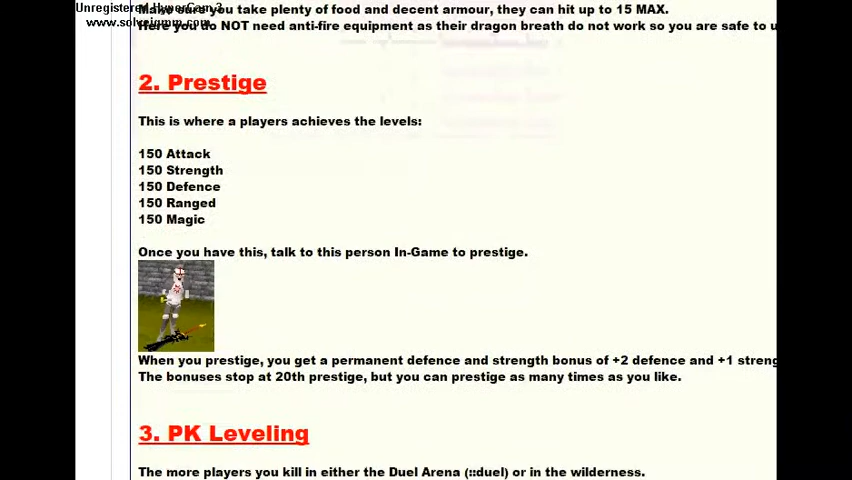 Unregistered HyperCam 3
www.solveigmm.com
Make sure you take plenty of food and decent armour, they can hit up to 15 MAX.
Here you do NOT need anti-fire equipment as their dragon breath do not work so you are safe to u
2. Prestige
This is where a players achieves the levels:
150 Attack
150 Strength
150 Defence
150 Ranged
150 Magic
Once you have this, talk to this person In-Game to prestige.
When you prestige, you get a permanent defence and strength bonus of +2 defence and +1 streng
The bonuses stop at 20th prestige, but you can prestige as many times as you like.
3. PK Leveling
The more players you kill in either the Duel Arena (::duel) or in the wilderness.